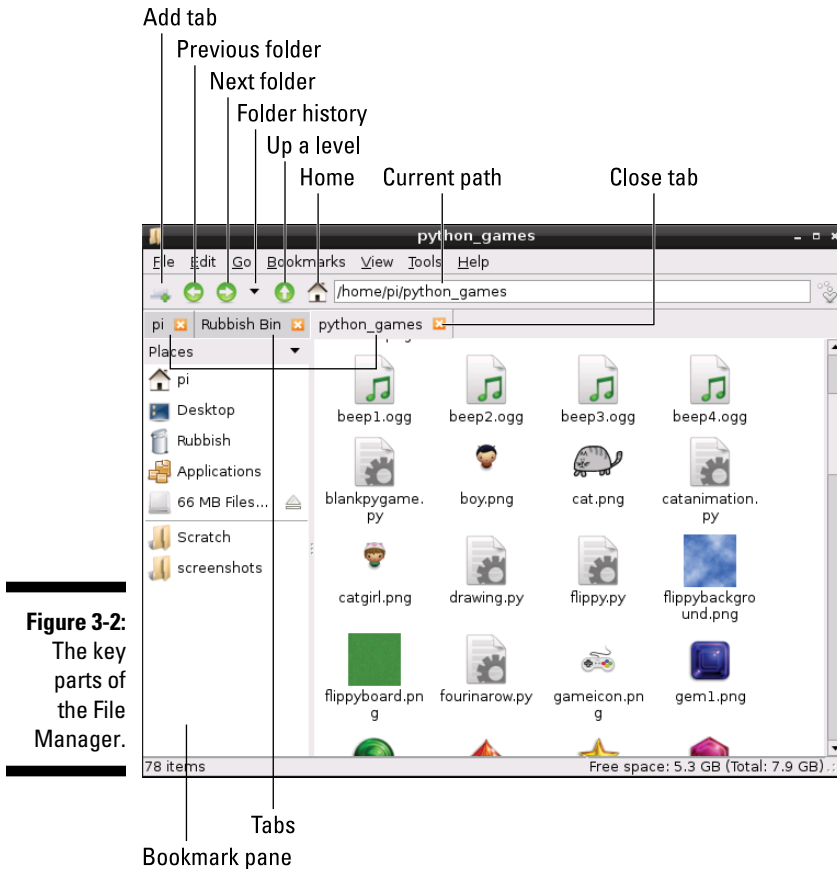 Add tab
Previous folder
Next folder
Folder history
Up a level
Home Current path Close tab
python_games
File Edit Go Bookmarks View Tools Help
/home/pi/python_games
pi Rubbish Bin python_games
Places
pi
Desktop
Rubbish
Applications
66 MB Files...
Scratch
screenshots
beep1.ogg beep2.ogg beep3.ogg beep4.ogg
blankpygame.
py
boy.png cat.png catanimation.
py
catgirl.png drawing.py flippy.py flippybackgro
und.png
flippyboard.pn
g
fourinarow.py gameicon.pn
g
gem1.png
78 items Free space: 5.3 GB (Total: 7.9 GB)
Tabs
Bookmark pane
Figure 3-2:
The key
parts of
the File
Manager.